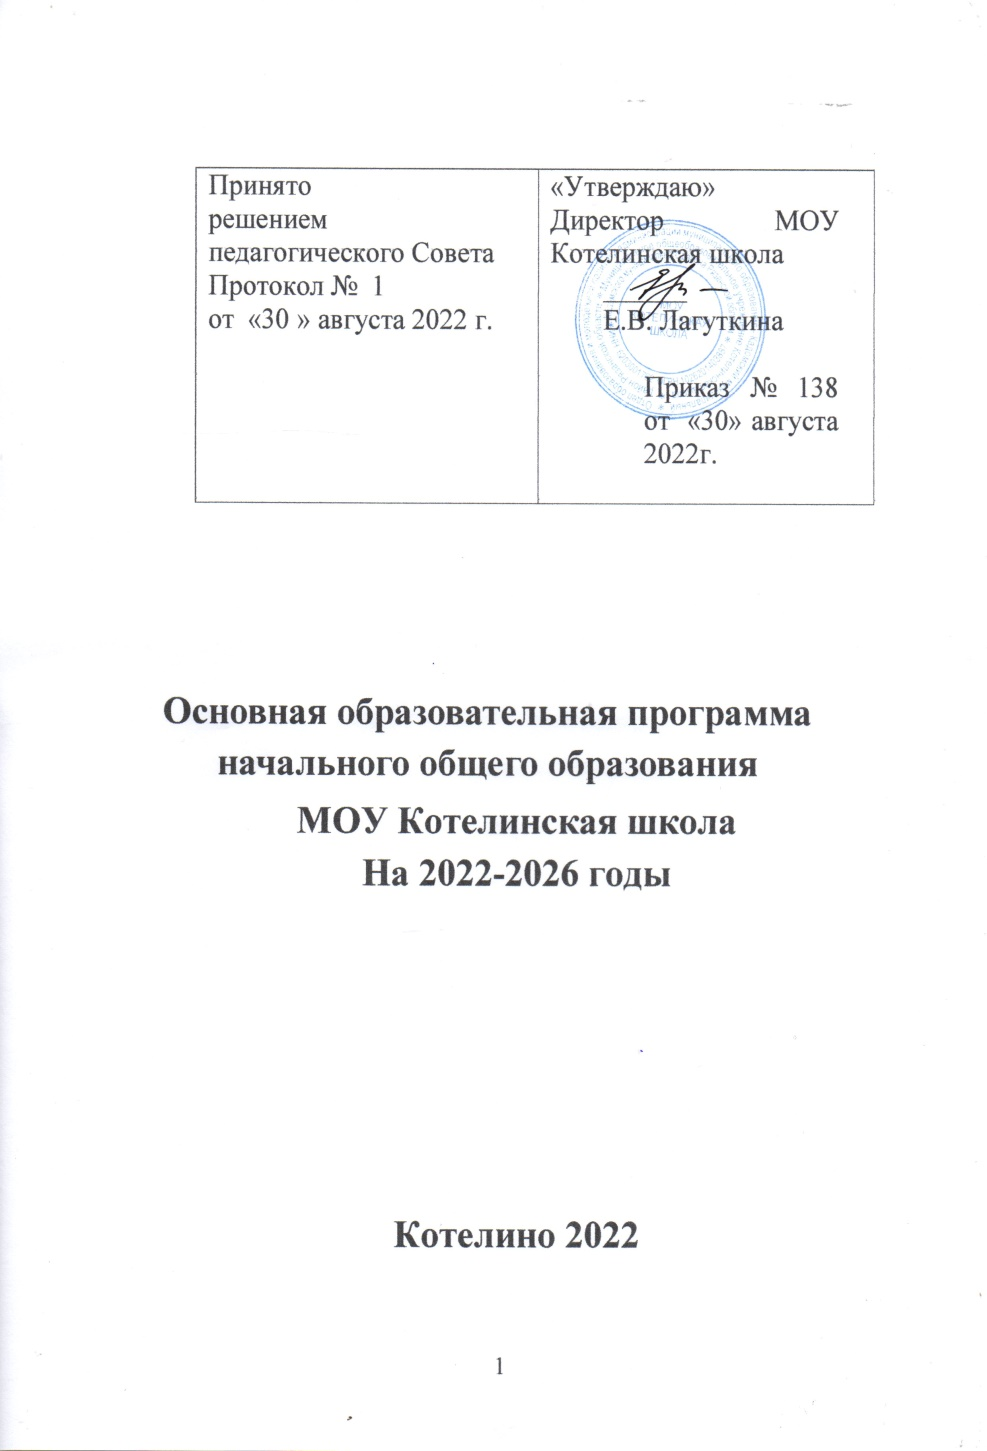 Принято
решением
педагогического Совета
Протокол №  1
от  «30 » августа 2022 г.
«Утверждаю»
Директор МОУ
Котелинская школа
Е.В. Лагуткина
Приказ № 138
от «30» августа
2022г.
Основная образовательная программа
начального общего образования
МОУ Котелинская школа
На 2022-2026 годы
Котелино 2022
1